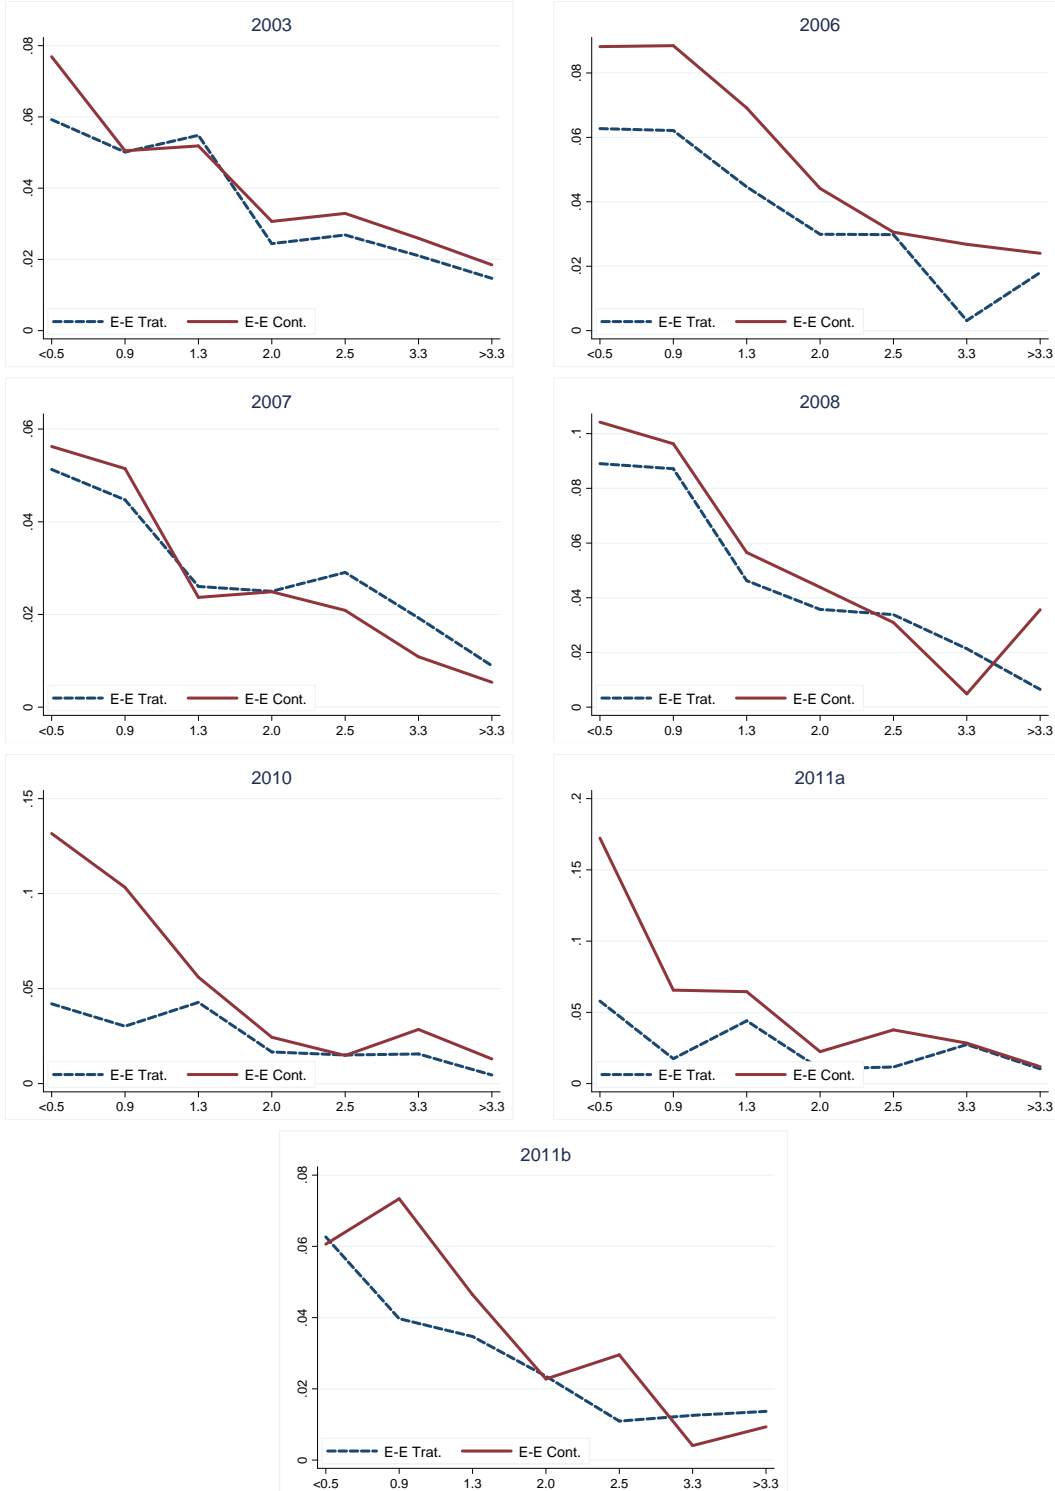 2003
.08
.06
.04
.02
0
E-E Trat. E-E Cont.
<0.5 0.9 1.3 2.0 2.5 3.3 >3.3
2006
.08
.06
.04
.02
0
E-E Trat. E-E Cont.
<0.5 0.9 1.3 2.0 2.5 3.3 >3.3
2007
.06
.04
.02
0
E-E Trat. E-E Cont.
<0.5 0.9 1.3 2.0 2.5 3.3 >3.3
2008
.1
.08
.06
.04
.02
0
E-E Trat. E-E Cont.
<0.5 0.9 1.3 2.0 2.5 3.3 >3.3
2010
.15
.1
.05
0
E-E Trat. E-E Cont.
<0.5 0.9 1.3 2.0 2.5 3.3 >3.3
2011a
.2
.15
.1
.05
0
E-E Trat. E-E Cont.
<0.5 0.9 1.3 2.0 2.5 3.3 >3.3
2011b
.08
.06
.04
.02
0
E-E Trat. E-E Cont.
<0.5 0.9 1.3 2.0 2.5 3.3 >3.3